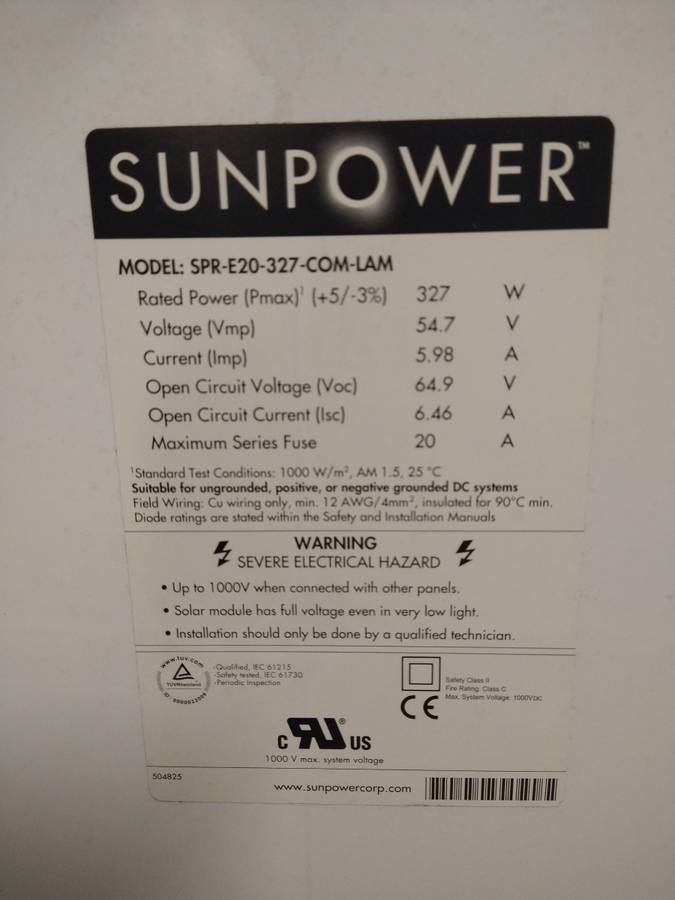 SUNPOWER™
MODEL: SPR-E20-327-COM-LAM
Rated Power (Pmax)¹ (+5/-3%) 327 W
Voltage (Vmp) 54.7 V
Current (Imp) 5.98 A
Open Circuit Voltage (Voc) 64.9 V
Open Circuit Current (Isc) 6.46 A
Maximum Series Fuse 20 A
¹Standard Test Conditions: 1000 W/m², AM 1.5, 25 °C
Suitable for ungrounded, positive, or negative grounded DC systems
Field Wiring: Cu wiring only, min. 12 AWG/4mm², insulated for 90°C min.
Diode ratings are stated within the Safety and Installation Manuals
WARNING
SEVERE ELECTRICAL HAZARD
• Up to 1000V when connected with other panels.
• Solar module has full voltage even in very low light.
• Installation should only be done by a qualified technician.
www.tuv.com
TÜVRheinland
-Qualified, IEC 61215
-Safety tested, IEC 61730
-Periodic Inspection
Safety Class II
Fire Rating: Class C
Max. System Voltage: 1000VDC
CE
c RU® US
1000 V max. system voltage
504825
www.sunpowercorp.com